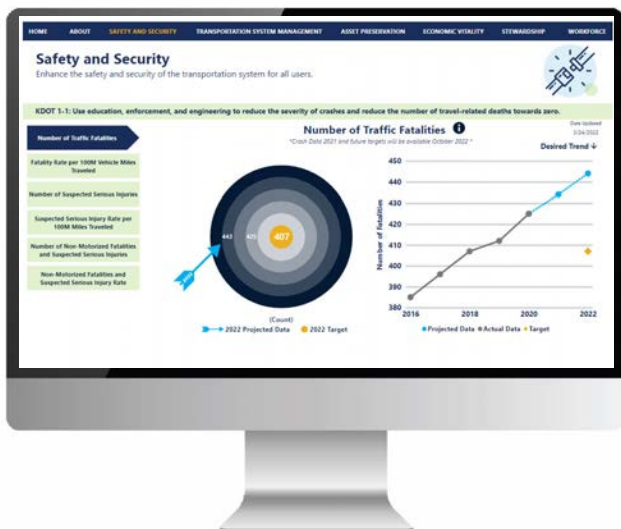 HOME ABOUT SAFETY AND SECURITY TRANSPORTATION SYSTEM MANAGEMENT ASSET PRESERVATION ECONOMIC VITALITY STEWARDSHIP WORKFORCE
Safety and Security
Enhance the safety and security of the transportation system for all users.
KDOT 1-1: Use education, enforcement, and engineering to reduce the severity of crashes and reduce the number of travel-related deaths towards zero.
Number of Traffic Fatalities
Fatality Rate per 100M Vehicle Miles
Traveled
Number of Suspected Serious Injuries
Suspected Serious Injury Rate per
100M Miles Traveled
Number of Non-Motorized Fatalities
and Suspected Serious Injuries
Non-Motorized Fatalities and
Suspected Serious Injury Rate
Number of Traffic Fatalities i
*Crash Data 2021 and future targets will be available October 2022 *
Date Updated
3/24/2022
Desired Trend ↓
443 425 407
(Count)
2022 Projected Data 2022 Target
Number of Fatalities
450
440
430
420
410
400
390
380
2016 2018 2020 2022
Projected Data Actual Data Target